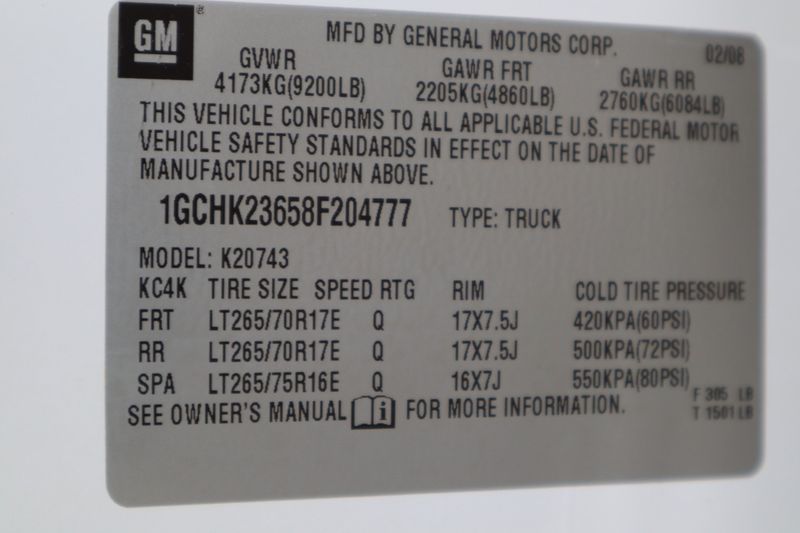 GM
®
MFD BY GENERAL MOTORS CORP. 02/08
GVWR GAWR FRT GAWR RR
4173KG(9200LB) 2205KG(4860LB) 2760KG(6084LB)
THIS VEHICLE CONFORMS TO ALL APPLICABLE U.S. FEDERAL MOTOR
VEHICLE SAFETY STANDARDS IN EFFECT ON THE DATE OF
MANUFACTURE SHOWN ABOVE.
1GCHK23658F204777 TYPE: TRUCK
MODEL: K20743
KC4K TIRE SIZE SPEED RTG RIM COLD TIRE PRESSURE
FRT LT265/70R17E Q 17X7.5J 420KPA(60PSI)
RR LT265/70R17E Q 17X7.5J 500KPA(72PSI)
SPA LT265/75R16E Q 16X7J 550KPA(80PSI)
F 305 LB
SEE OWNER'S MANUAL i FOR MORE INFORMATION. T 1501 LB